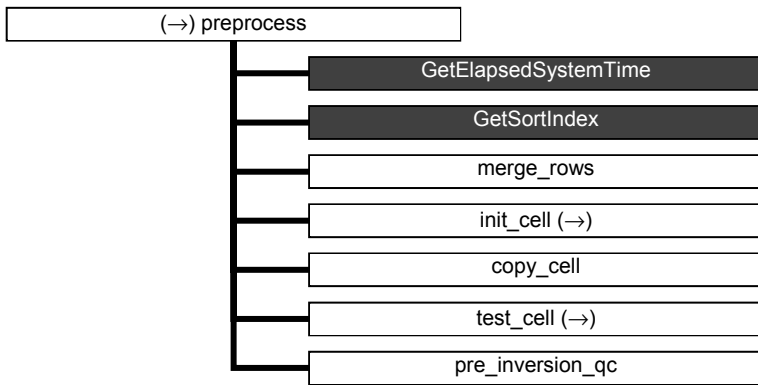 (→) preprocess
GetElapsedSystemTime
GetSortIndex
merge_rows
init_cell (→)
copy_cell
test_cell (→)
pre_inversion_qc